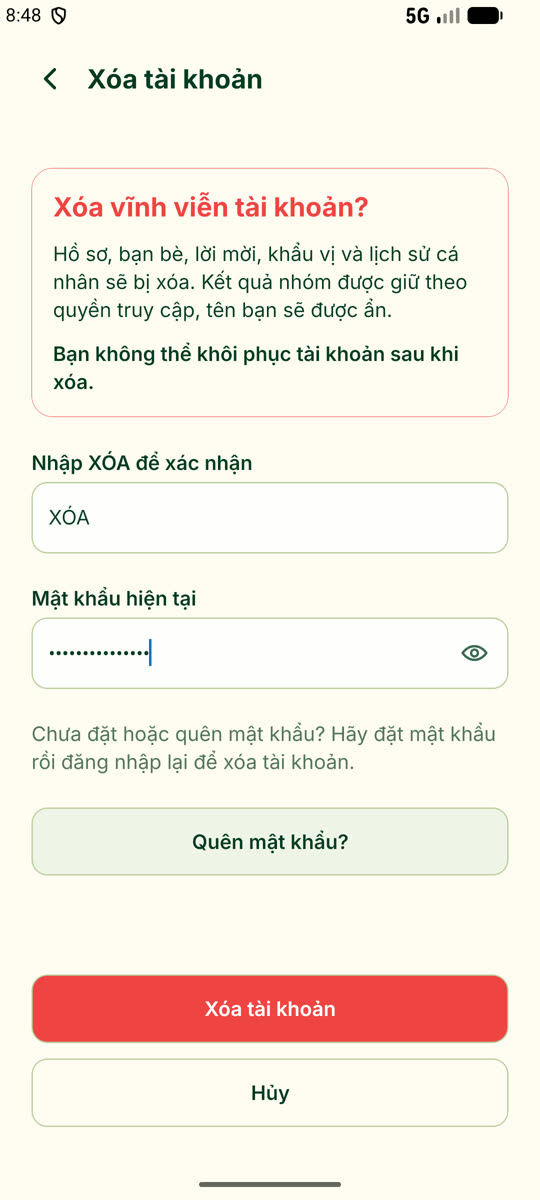 8:48
5G
Xóa tài khoản
Xóa vĩnh viễn tài khoản?
Hồ sơ, bạn bè, lời mời, khẩu vị và lịch sử cá
nhân sẽ bị xóa. Kết quả nhóm được giữ theo
quyền truy cập, tên bạn sẽ được ẩn.
Bạn không thể khôi phục tài khoản sau khi
xóa.
Nhập XÓA để xác nhận
XÓA
Mật khẩu hiện tại
•••••••••••••••
Chưa đặt hoặc quên mật khẩu? Hãy đặt mật khẩu
rồi đăng nhập lại để xóa tài khoản.
Quên mật khẩu?
Xóa tài khoản
Hủy